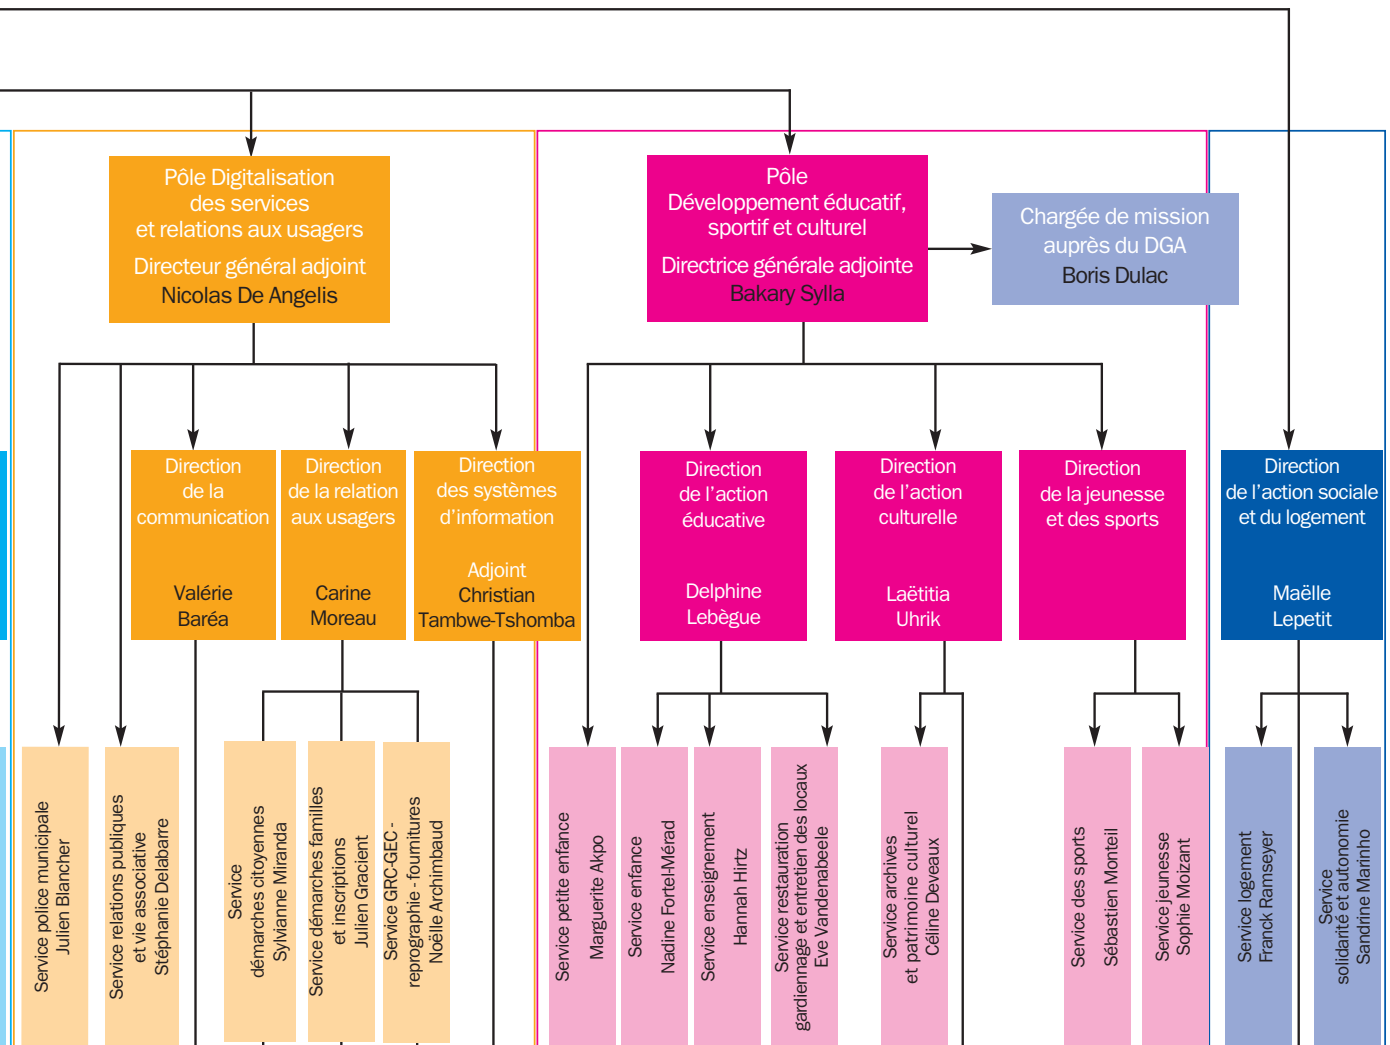 Pôle Digitalisation
des services
et relations aux usagers
Directeur général adjoint
Nicolas De Angelis
Pôle
Développement éducatif,
sportif et culturel
Directrice générale adjointe
Bakary Sylla
Chargée de mission
auprès du DGA
Boris Dulac
Direction
de la
communication
Valérie
Baréa
Direction
de la relation
aux usagers
Carine
Moreau
Direction
des systèmes
d’information
Adjoint
Christian
Tambwe-Tshomba
Direction
de l’action
éducative
Delphine
Lebègue
Direction
de l’action
culturelle
Laëtitia
Uhrik
Direction
de la jeunesse
et des sports
Direction
de l’action sociale
et du logement
Maëlle
Lepetit
Service police municipale
Julien Blancher
Service relations publiques
et vie associative
Stéphanie Delabarre
Service
démarches citoyennes
Sylvianne Miranda
Service démarches familles
et inscriptions
Julien Gracient
Service GRC-GEC -
reprographie - fournitures
Noëlle Archimbaud
Service petite enfance
Marguerite Akpo
Service enfance
Nadine Fortel-Mérad
Service enseignement
Hannah Hirtz
Service restauration
gardiennage et entretien des locaux
Eve Vandenabeele
Service archives
et patrimoine culturel
Céline Deveaux
Service des sports
Sébastien Monteil
Service jeunesse
Sophie Moizant
Service logement
Franck Ramseyer
Service
solidarité et autonomie
Sandrine Marinho